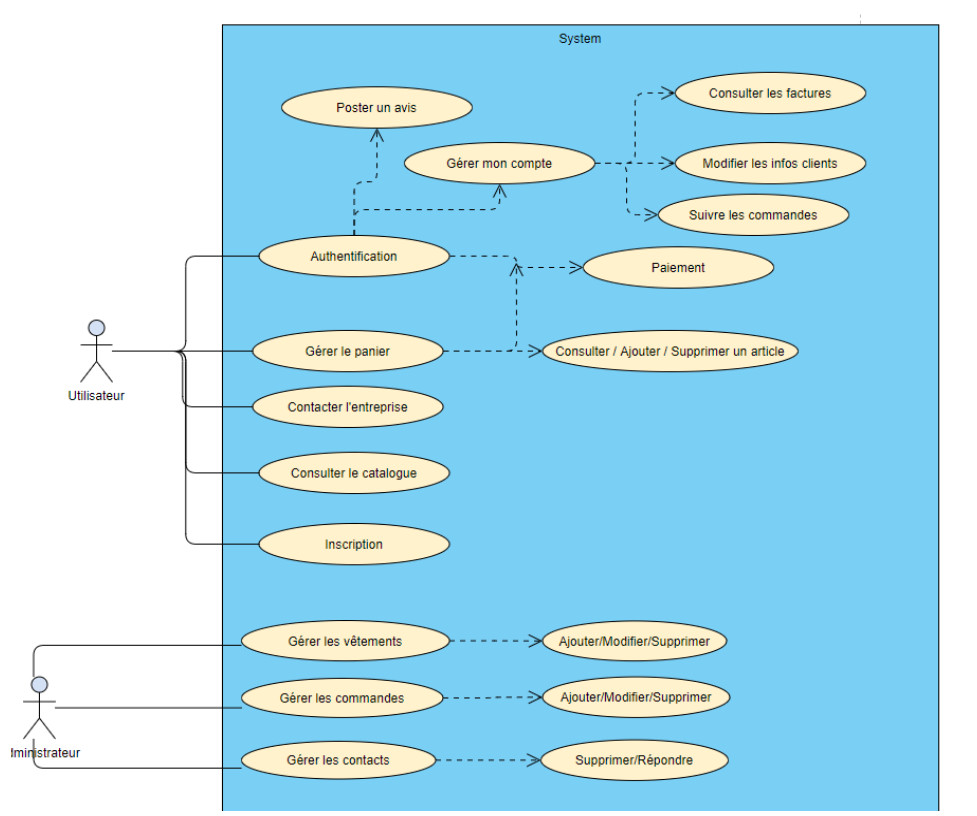 System
Poster un avis
Consulter les factures
Gérer mon compte
Modifier les infos clients
Suivre les commandes
Authentification
Paiement
Utilisateur
Gérer le panier
Consulter / Ajouter / Supprimer un article
Contacter l'entreprise
Consulter le catalogue
Inscription
Gérer les vêtements
Ajouter/Modifier/Supprimer
Gérer les commandes
Ajouter/Modifier/Supprimer
ministrateur
Gérer les contacts
Supprimer/Répondre